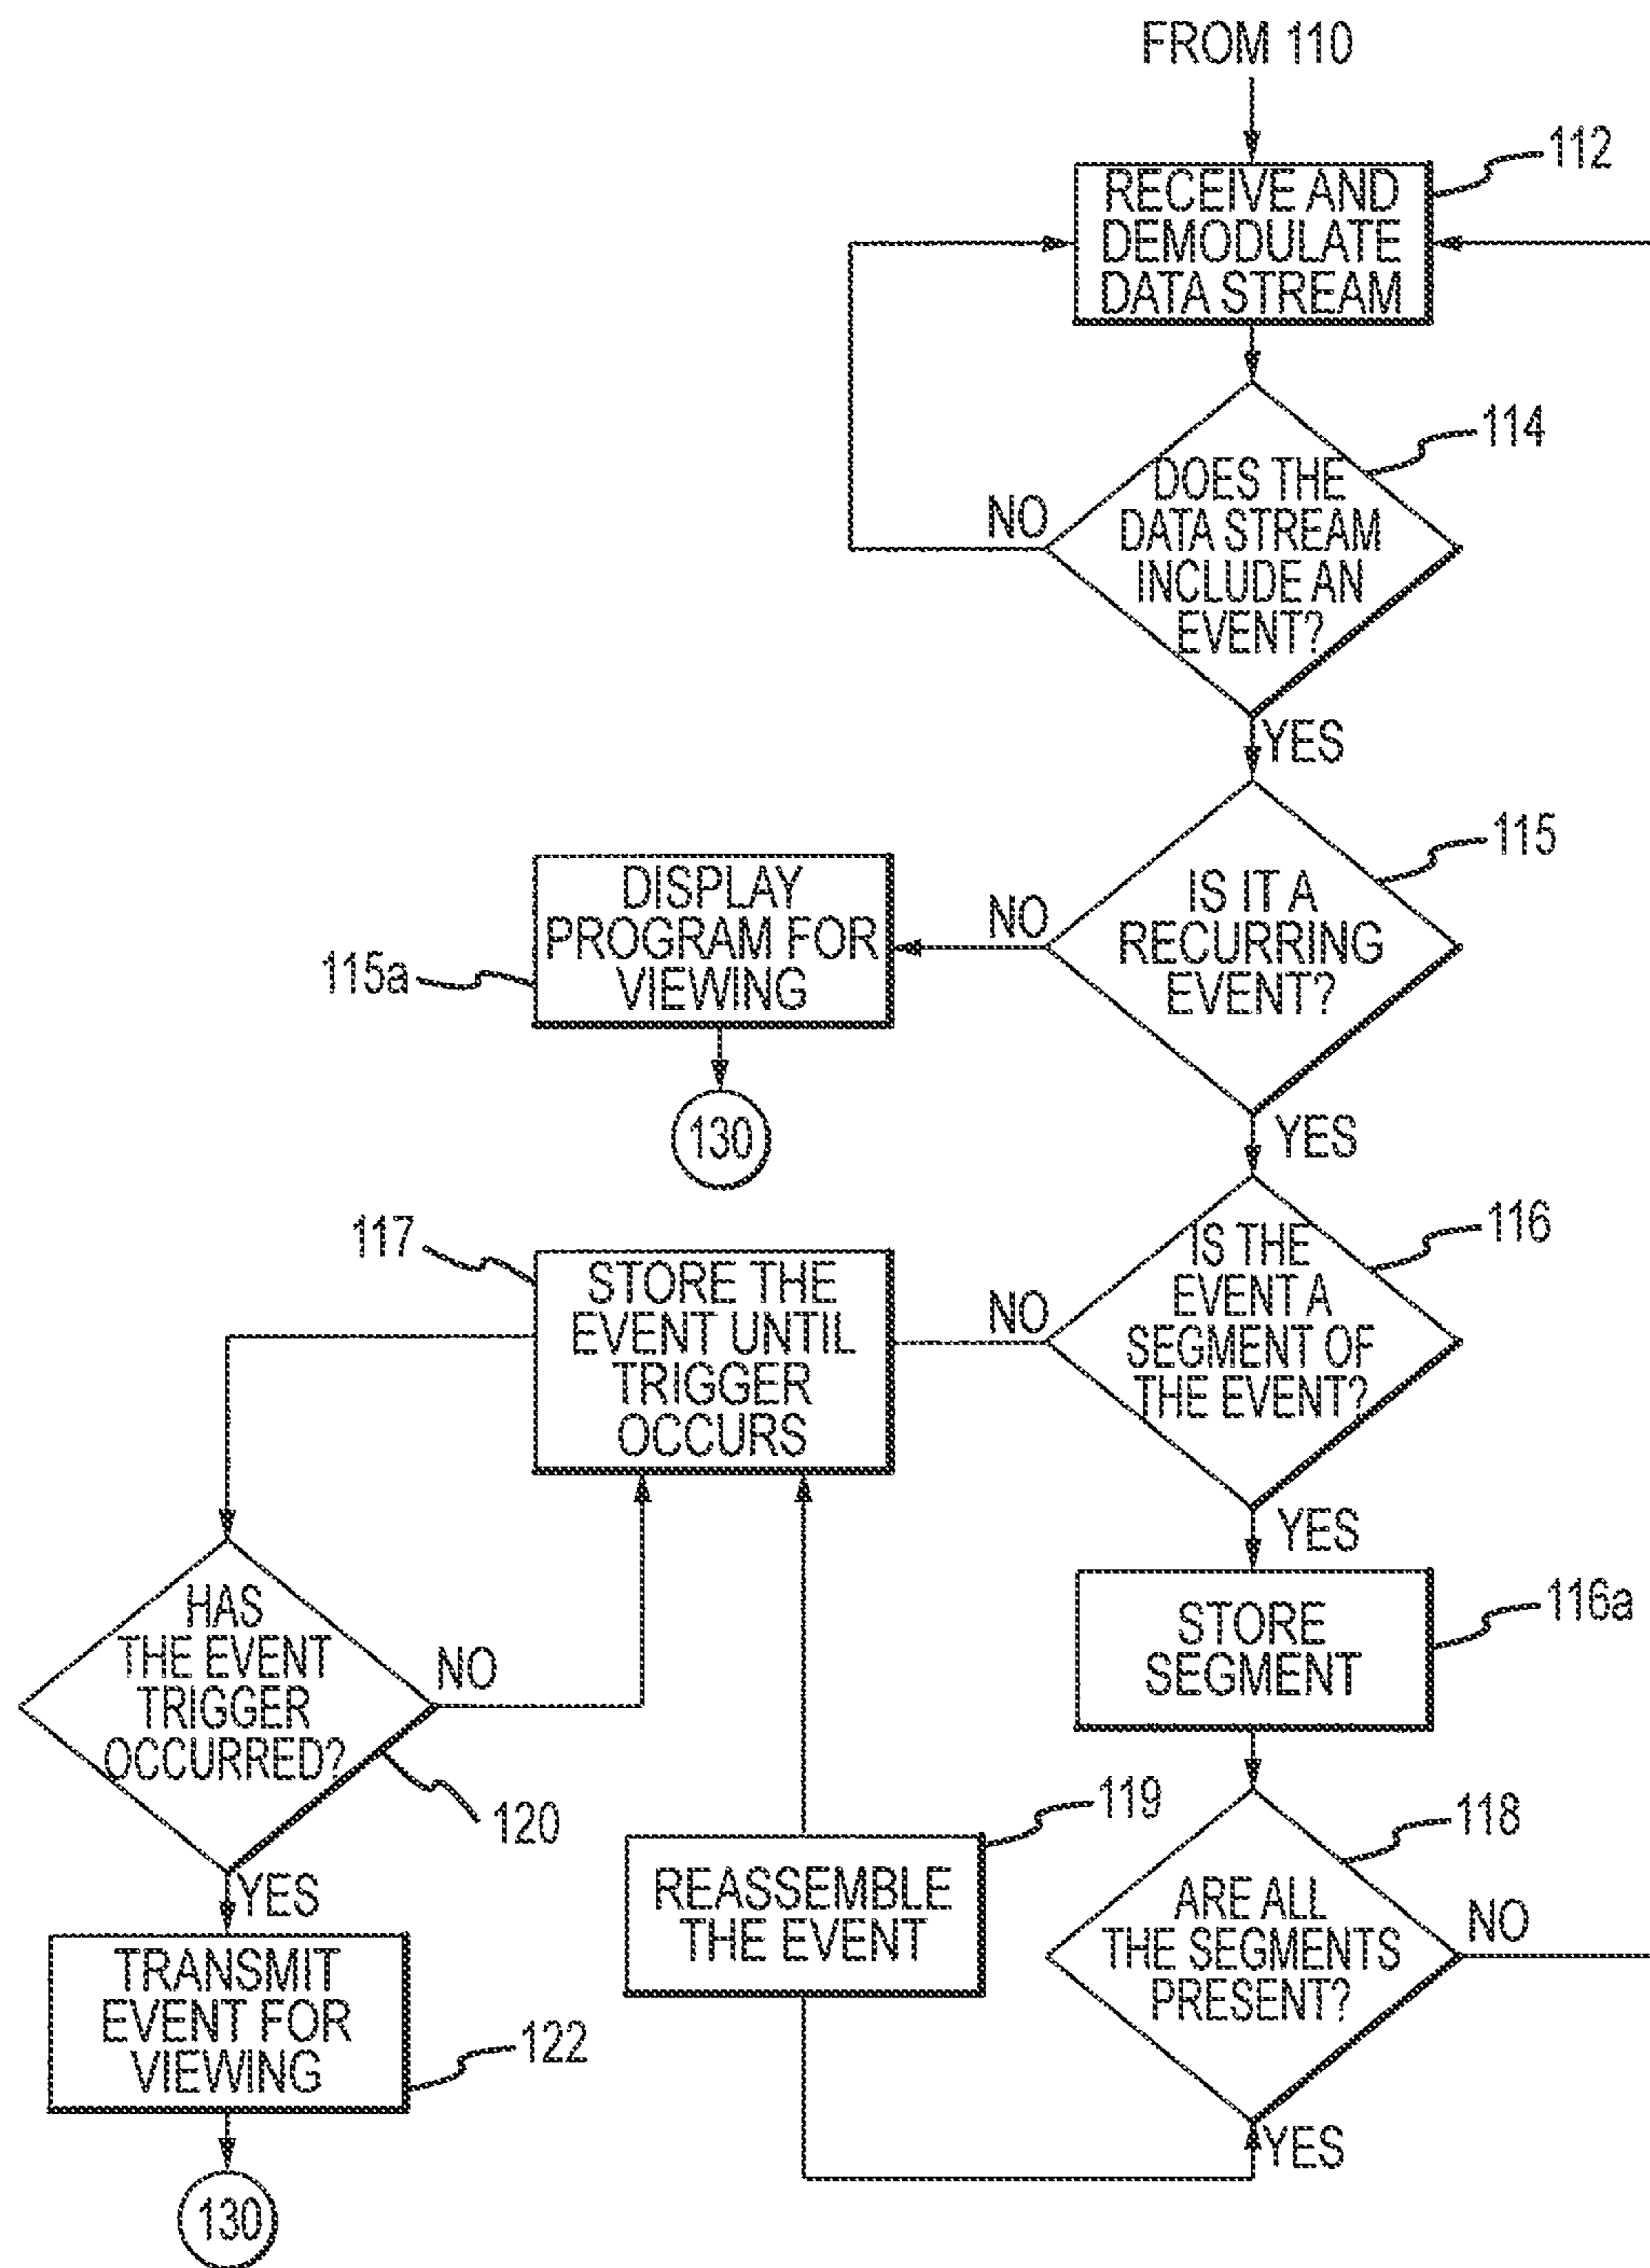 FROM 110
112
RECEIVE AND
DEMODULATE
DATA STREAM
114
DOES THE
DATA STREAM
INCLUDE AN
EVENT?
NO
YES
115
IS IT A
RECURRING
EVENT?
NO
YES
DISPLAY
PROGRAM FOR
VIEWING
115a
130
116
IS THE
EVENT A
SEGMENT OF
THE EVENT?
NO
YES
117
STORE THE
EVENT UNTIL
TRIGGER
OCCURS
STORE
SEGMENT
116a
HAS
THE EVENT
TRIGGER
OCCURRED?
NO
120
YES
119
REASSEMBLE
THE EVENT
118
ARE ALL
THE SEGMENTS
PRESENT?
NO
YES
TRANSMIT
EVENT FOR
VIEWING
122
130